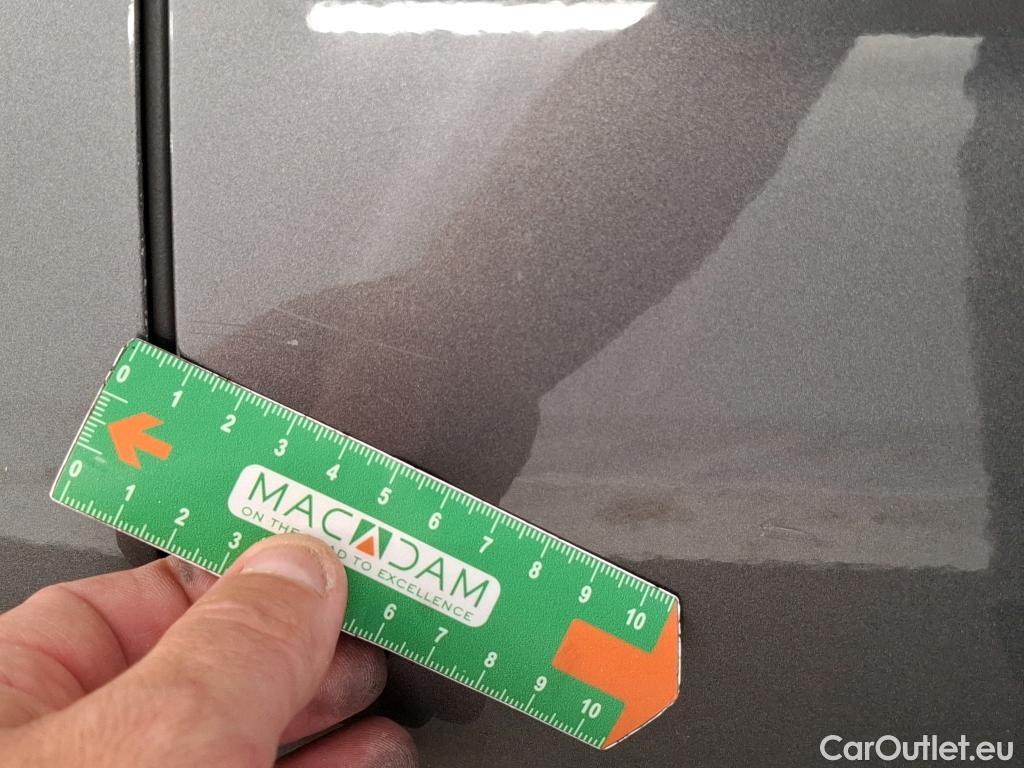 0 1 2 3 4 5 6 7 8 9 10
MACADAM
ON THE ROAD TO EXCELLENCE
0 1 2 3 6 7 8 9 10
CarOutlet.eu